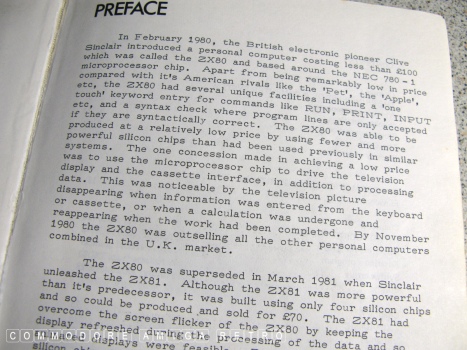 PREFACE
In February 1980, the British electronic pioneer Clive
Sinclair introduced a personal computer costing less than £100
which was called the ZX80 and based around the NEC 780-1
microprocessor chip. Apart from being remarkably low in price
compared with it's American rivals like the 'Pet', the 'Apple',
etc, the ZX80 had several unique facilities including a 'one
touch' keyword entry for commands like RUN, PRINT, INPUT
etc, and a syntax check where program lines are only accepted
if they are syntactically correct. The ZX80 was able to be
produced at a relatively low price by using fewer and more
powerful silicon chips than had been used previously in similar
systems. The one concession made in achieving a low price
was to use the microprocessor chip to drive the television
display and the cassette interface, in addition to processing
data. This was noticeable by the television picture
disappearing when information was entered from the keyboard
or cassette, or when a calculation was undergone and
reappearing when the work had been completed. By November
1980 the ZX80 was outselling all the other personal computers
combined in the U.K. market.
The ZX80 was superseded in March 1981 when Sinclair
unleashed the ZX81. Although the ZX81 was more powerful
than it's predecessor, it was built using only four silicon chips
and so could be produced and sold for £70. The ZX81 had
overcome the screen flicker of the ZX80 by keeping the
display refreshed during the processing of the data and so
displays were feasible.